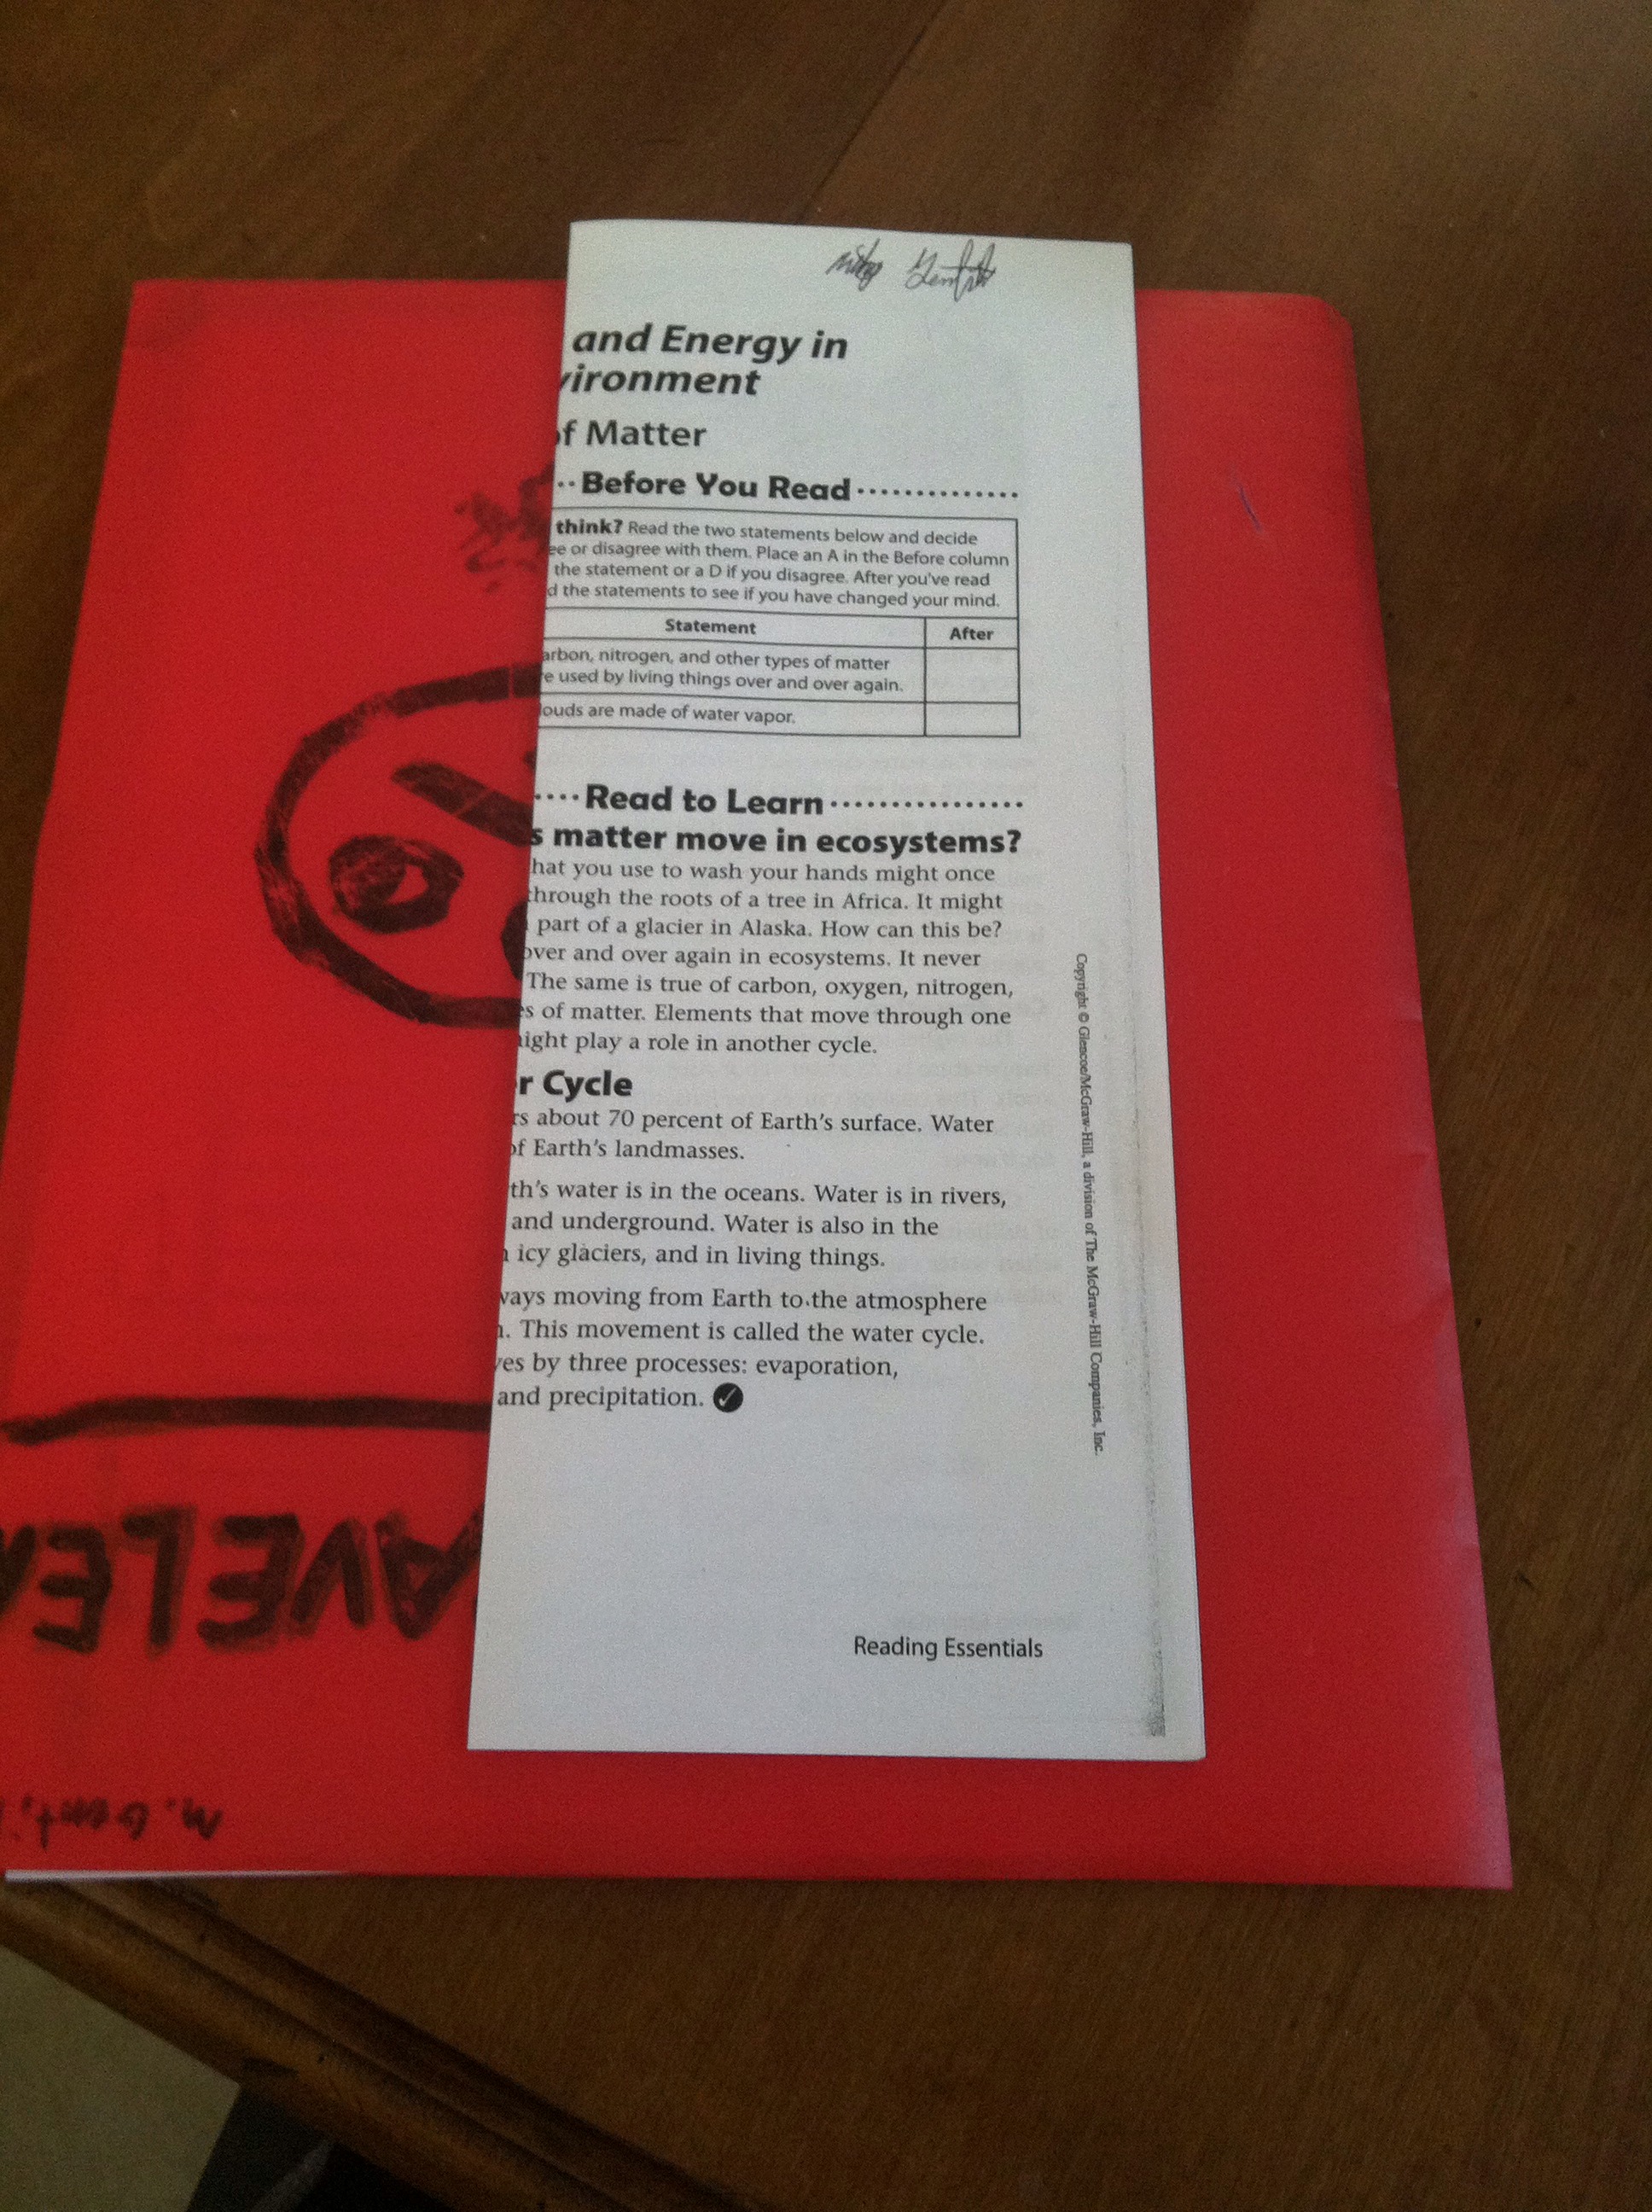 and Energy in
vironment
of Matter
Before You Read
think? Read the two statements below and decide
ee or disagree with them. Place an A in the Before column
the statement or a D if you disagree. After you've read
d the statements to see if you have changed your mind.
Statement After
arbon, nitrogen, and other types of matter
e used by living things over and over again.
louds are made of water vapor.
Read to Learn
s matter move in ecosystems?
hat you use to wash your hands might once
through the roots of a tree in Africa. It might
part of a glacier in Alaska. How can this be?
over and over again in ecosystems. It never
The same is true of carbon, oxygen, nitrogen,
es of matter. Elements that move through one
ight play a role in another cycle.
r Cycle
rs about 70 percent of Earth's surface. Water
of Earth's landmasses.
th's water is in the oceans. Water is in rivers,
and underground. Water is also in the
n icy glaciers, and in living things.
ways moving from Earth to the atmosphere
n. This movement is called the water cycle.
ves by three processes: evaporation,
and precipitation.
Reading Essentials
Copyright © Glencoe/McGraw-Hill, a division of The McGraw-Hill Companies, Inc.
AVELE
M. Gent